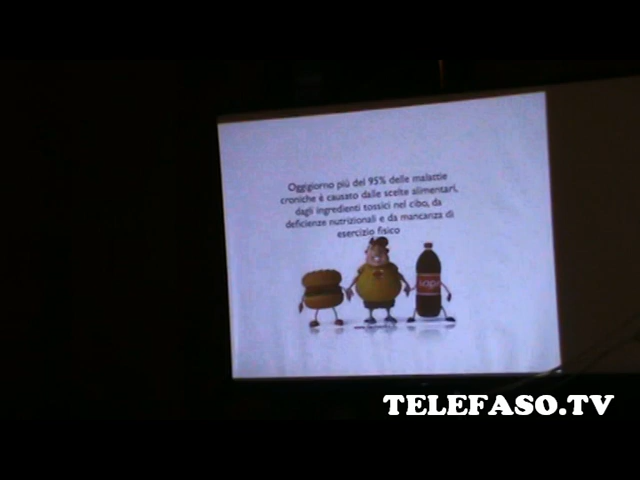 Oggigiorno più del 95% delle malattie
croniche è causato dalle scelte alimentari,
dagli ingredienti tossici nel cibo, da
deficienze nutrizionali e da mancanza di
esercizio fisico
TELEFASO.TV